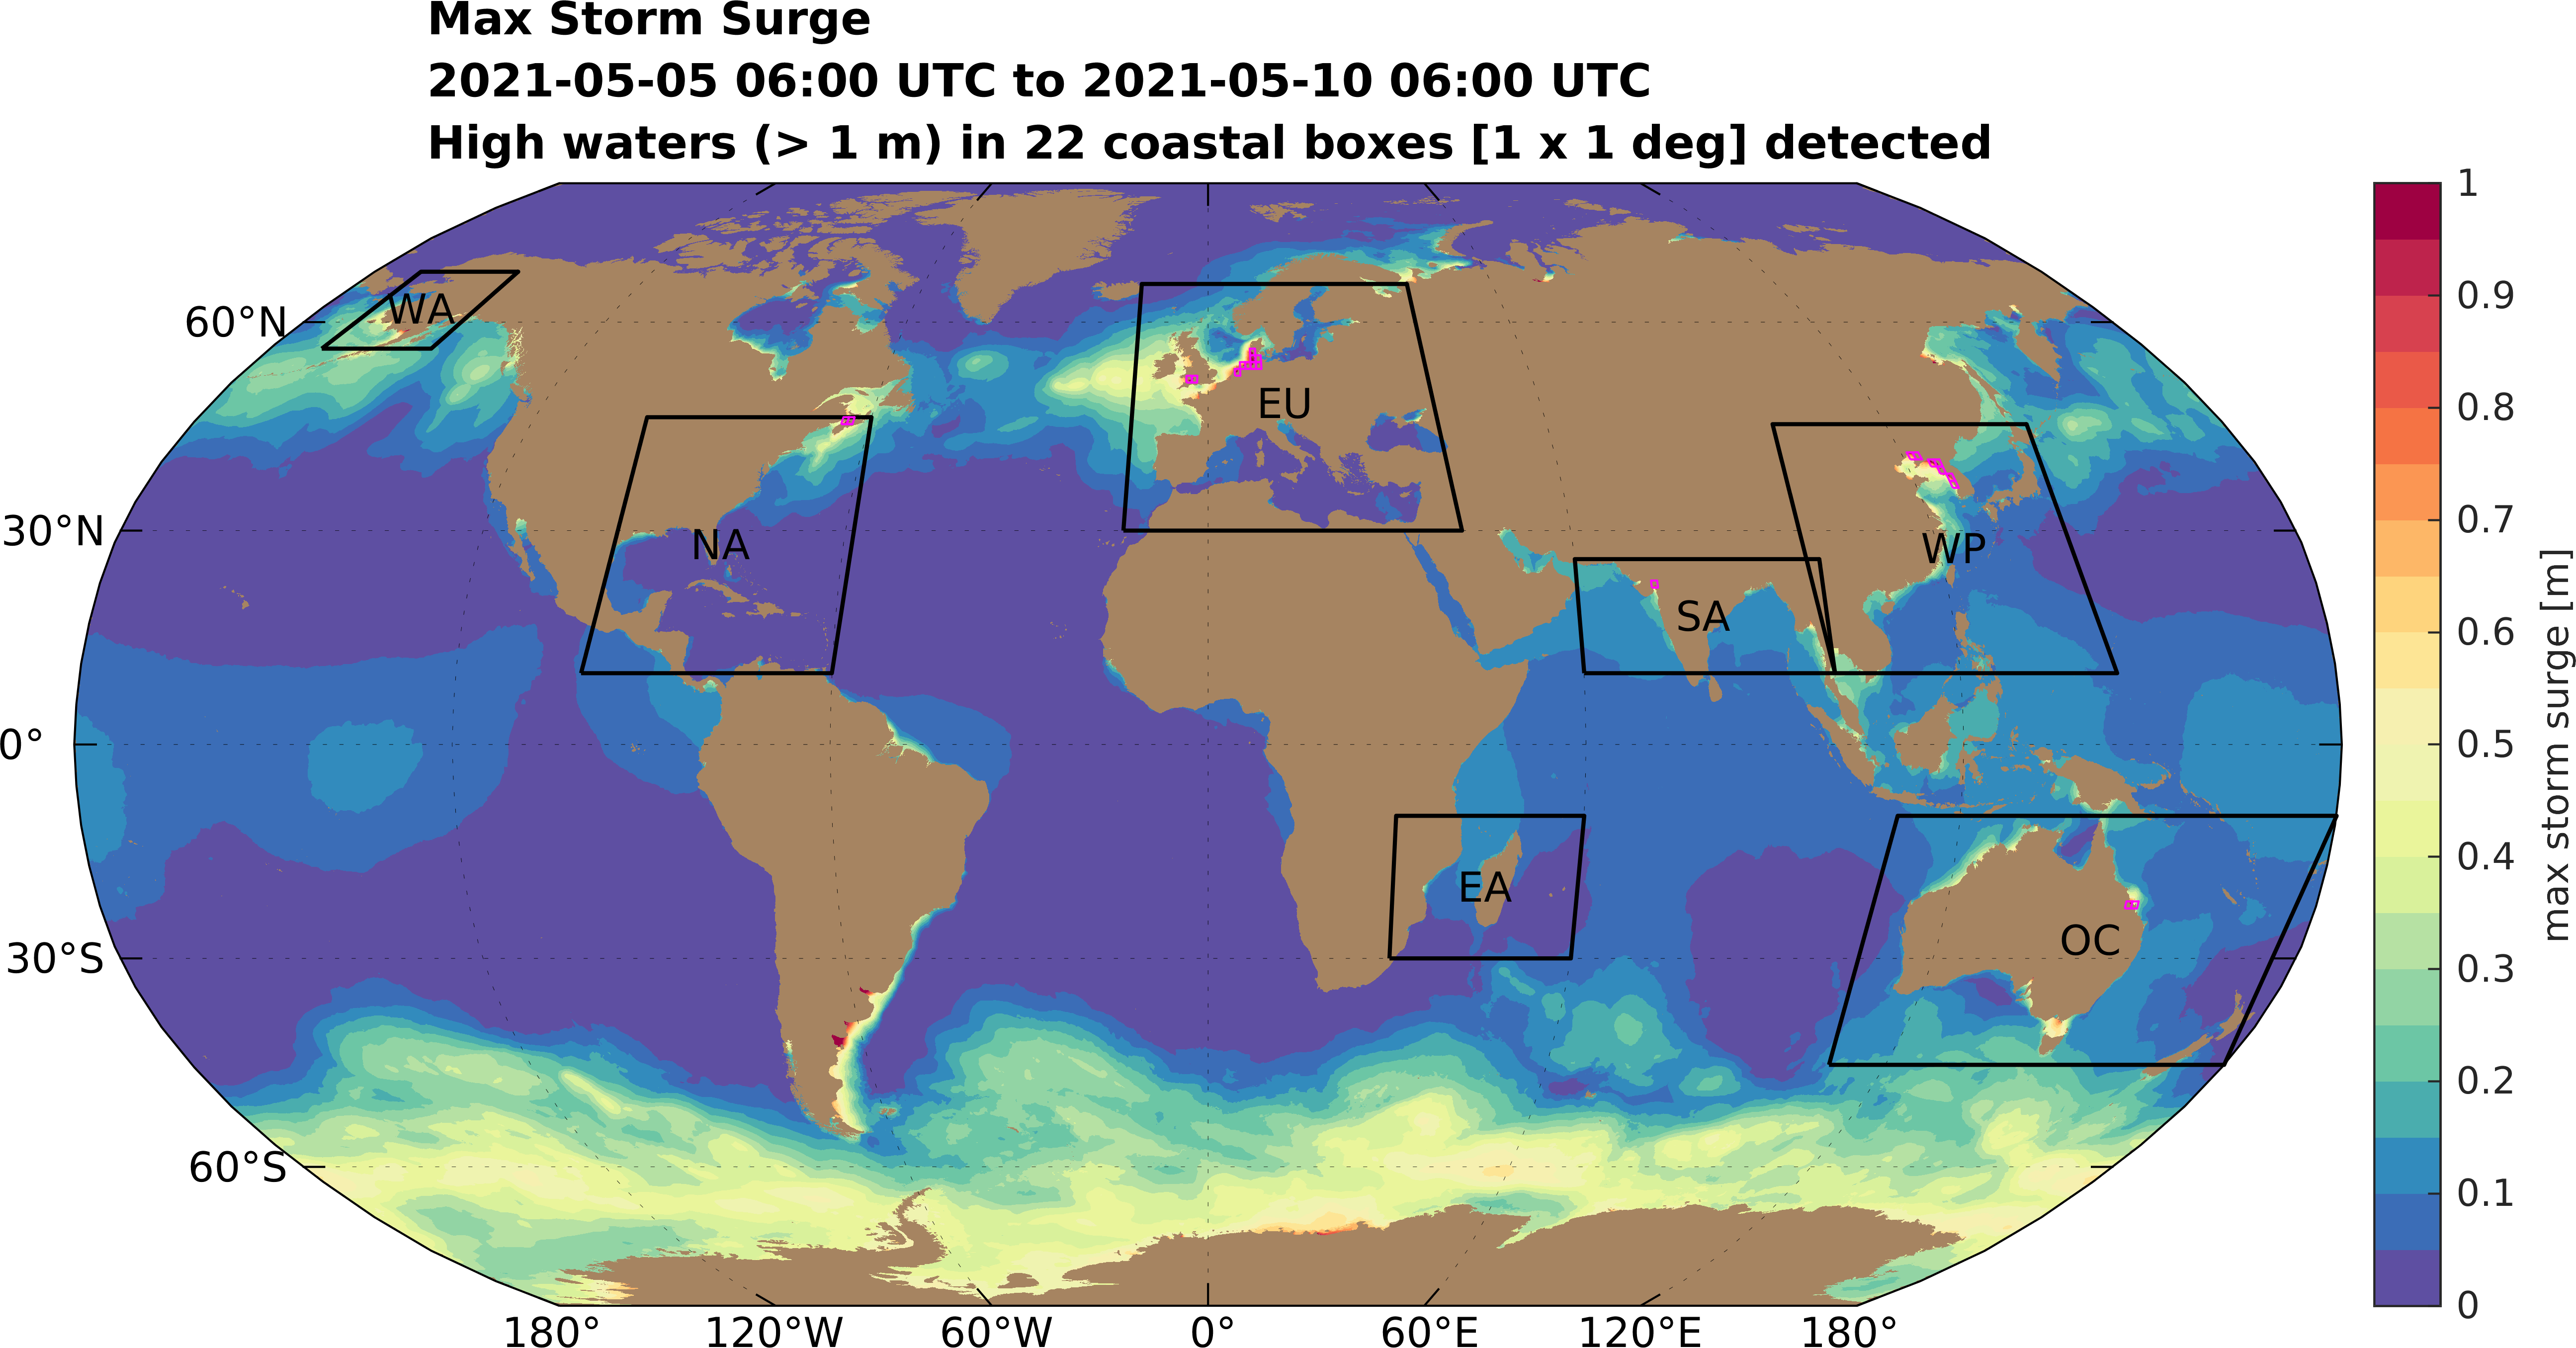 Max Storm Surge
2021-05-05 06:00 UTC to 2021-05-10 06:00 UTC
High waters (> 1 m) in 22 coastal boxes [1 x 1 deg] detected
60°N
30°N
0°
30°S
60°S
180°
120°W
60°W
0°
60°E
120°E
180°
WA
NA
EU
SA
WP
EA
OC
1
0.9
0.8
0.7
0.6
0.5
0.4
0.3
0.2
0.1
0
max storm surge [m]